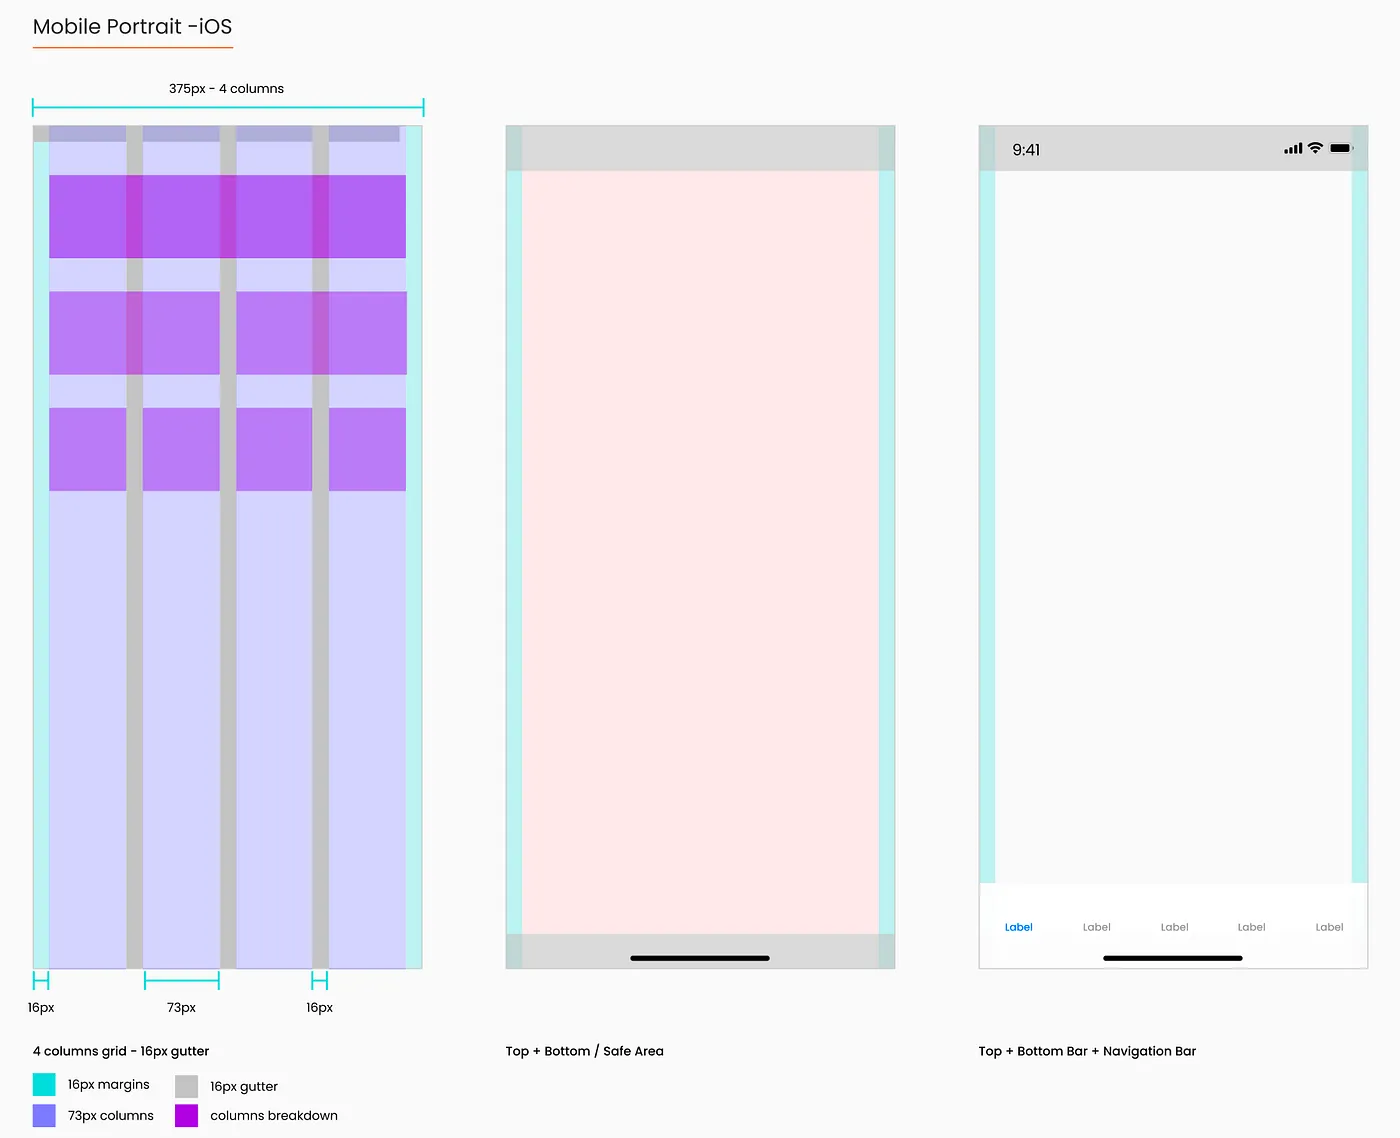 Mobile Portrait -iOS
375px - 4 columns
9:41
Label Label Label Label Label
16px 73px 16px
4 columns grid - 16px gutter
Top + Bottom / Safe Area
Top + Bottom Bar + Navigation Bar
16px margins
16px gutter
73px columns
columns breakdown